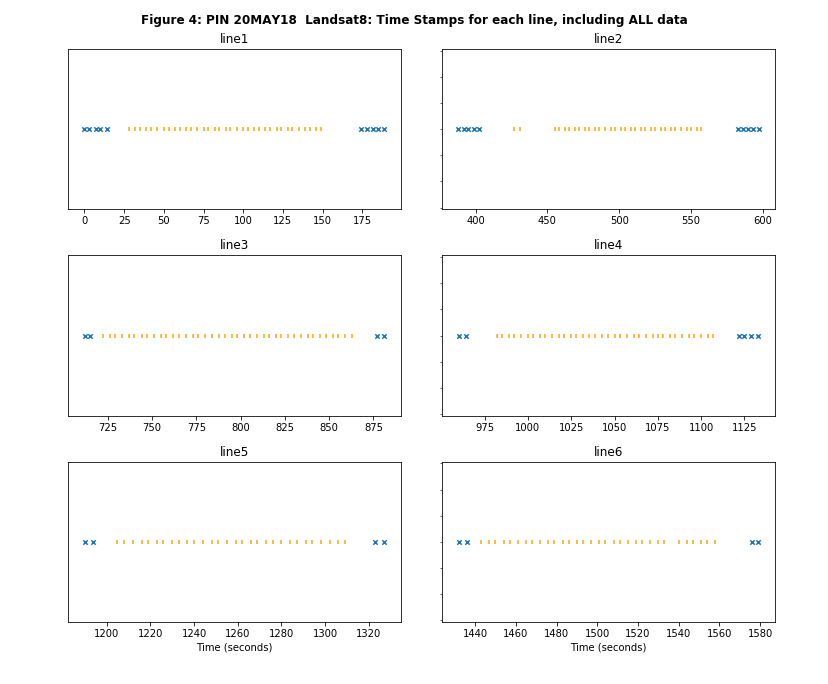 Figure 4: PIN 20MAY18 Landsat8: Time Stamps for each line, including ALL data
line1
line2
0 25 50 75 100 125 150 175
400 450 500 550 600
line3
line4
725 750 775 800 825 850 875
975 1000 1025 1050 1075 1100 1125
line5
line6
1200 1220 1240 1260 1280 1300 1320
1440 1460 1480 1500 1520 1540 1560 1580
Time (seconds)
Time (seconds)